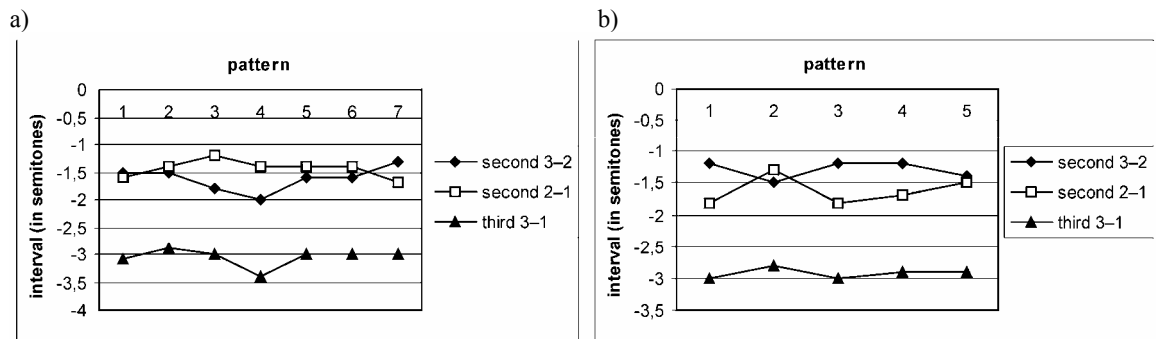 a)
pattern
0
1 2 3 4 5 6 7
-0,5
-1
-1,5
-2
-2,5
-3
-3,5
-4
interval (in semitones)
second 3–2
second 2–1
third 3–1
b)
pattern
0
1 2 3 4 5
-0,5
-1
-1,5
-2
-2,5
-3
-3,5
interval (in semitones)
second 3–2
second 2–1
third 3–1